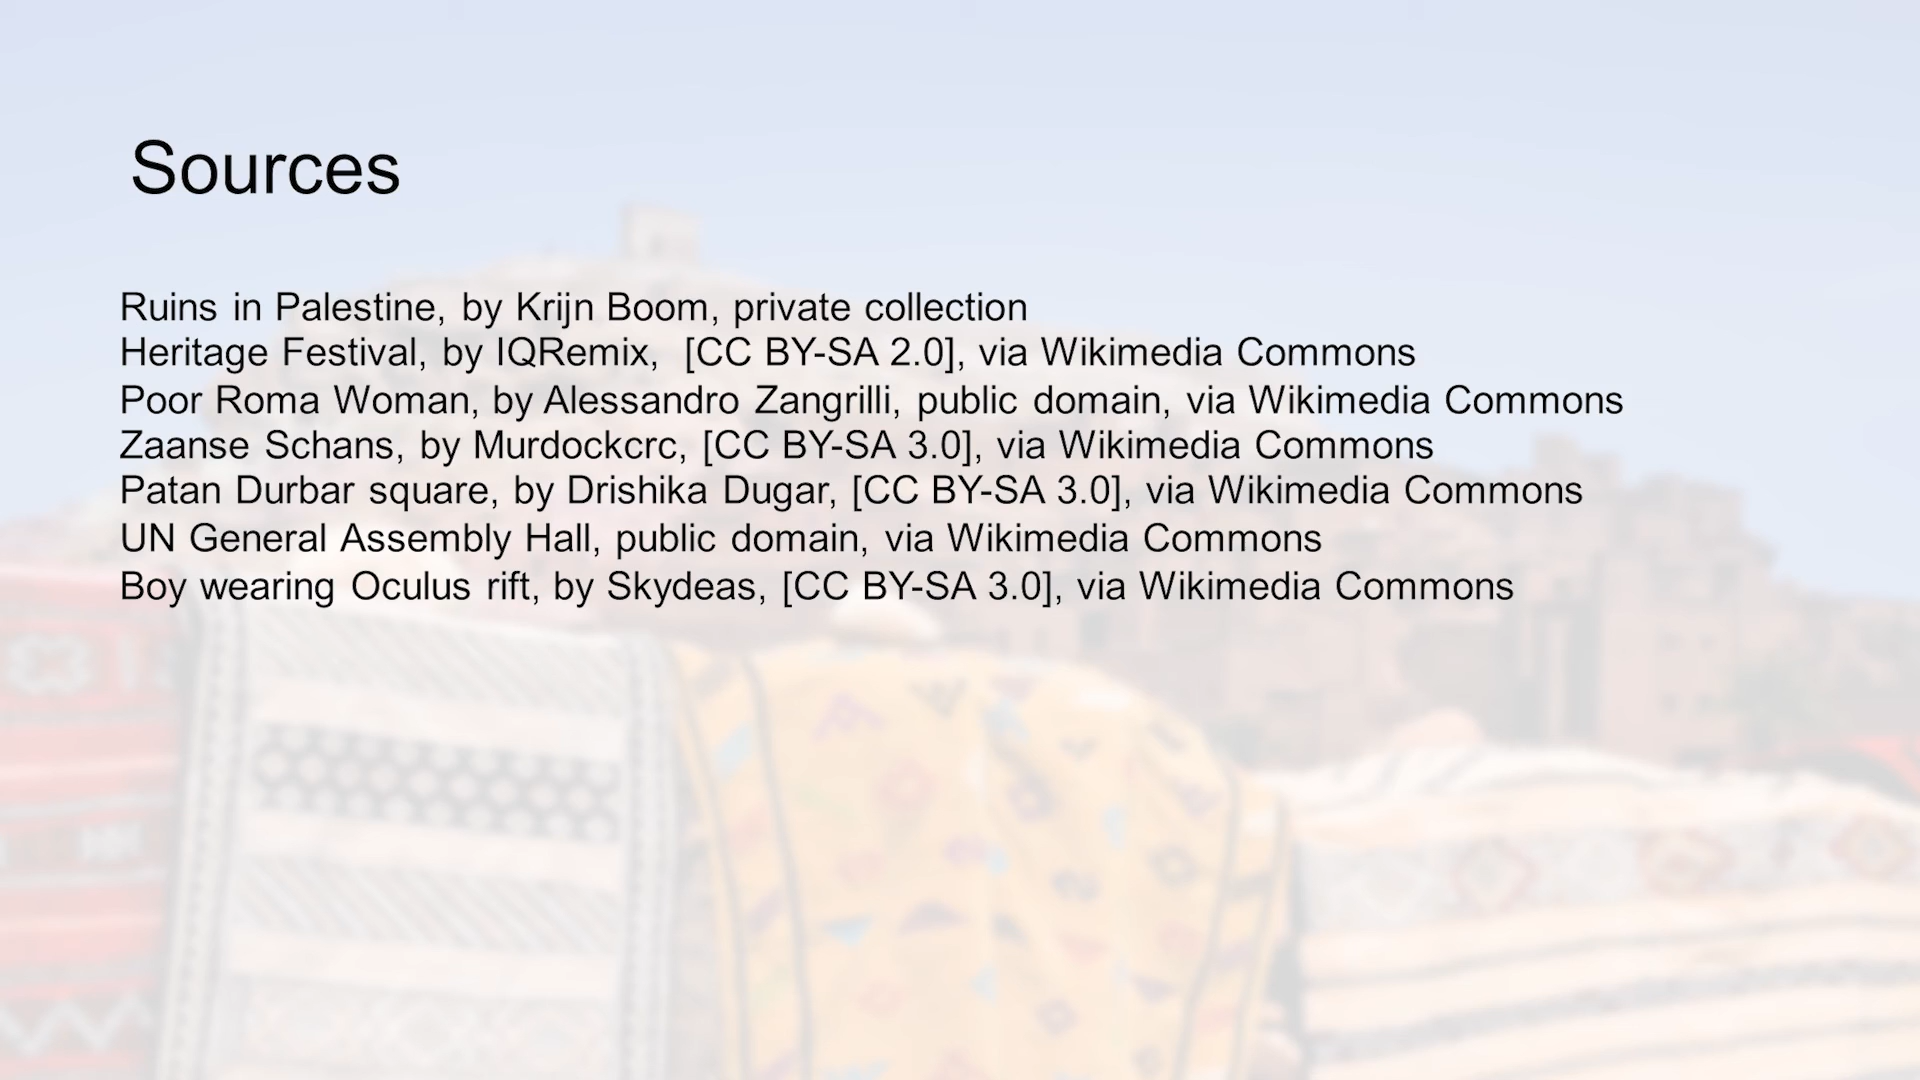 Sources
Ruins in Palestine, by Krijn Boom, private collection
Heritage Festival, by IQRemix, [CC BY-SA 2.0], via Wikimedia Commons
Poor Roma Woman, by Alessandro Zangrilli, public domain, via Wikimedia Commons
Zaanse Schans, by Murdockcrc, [CC BY-SA 3.0], via Wikimedia Commons
Patan Durbar square, by Drishika Dugar, [CC BY-SA 3.0], via Wikimedia Commons
UN General Assembly Hall, public domain, via Wikimedia Commons
Boy wearing Oculus rift, by Skydeas, [CC BY-SA 3.0], via Wikimedia Commons